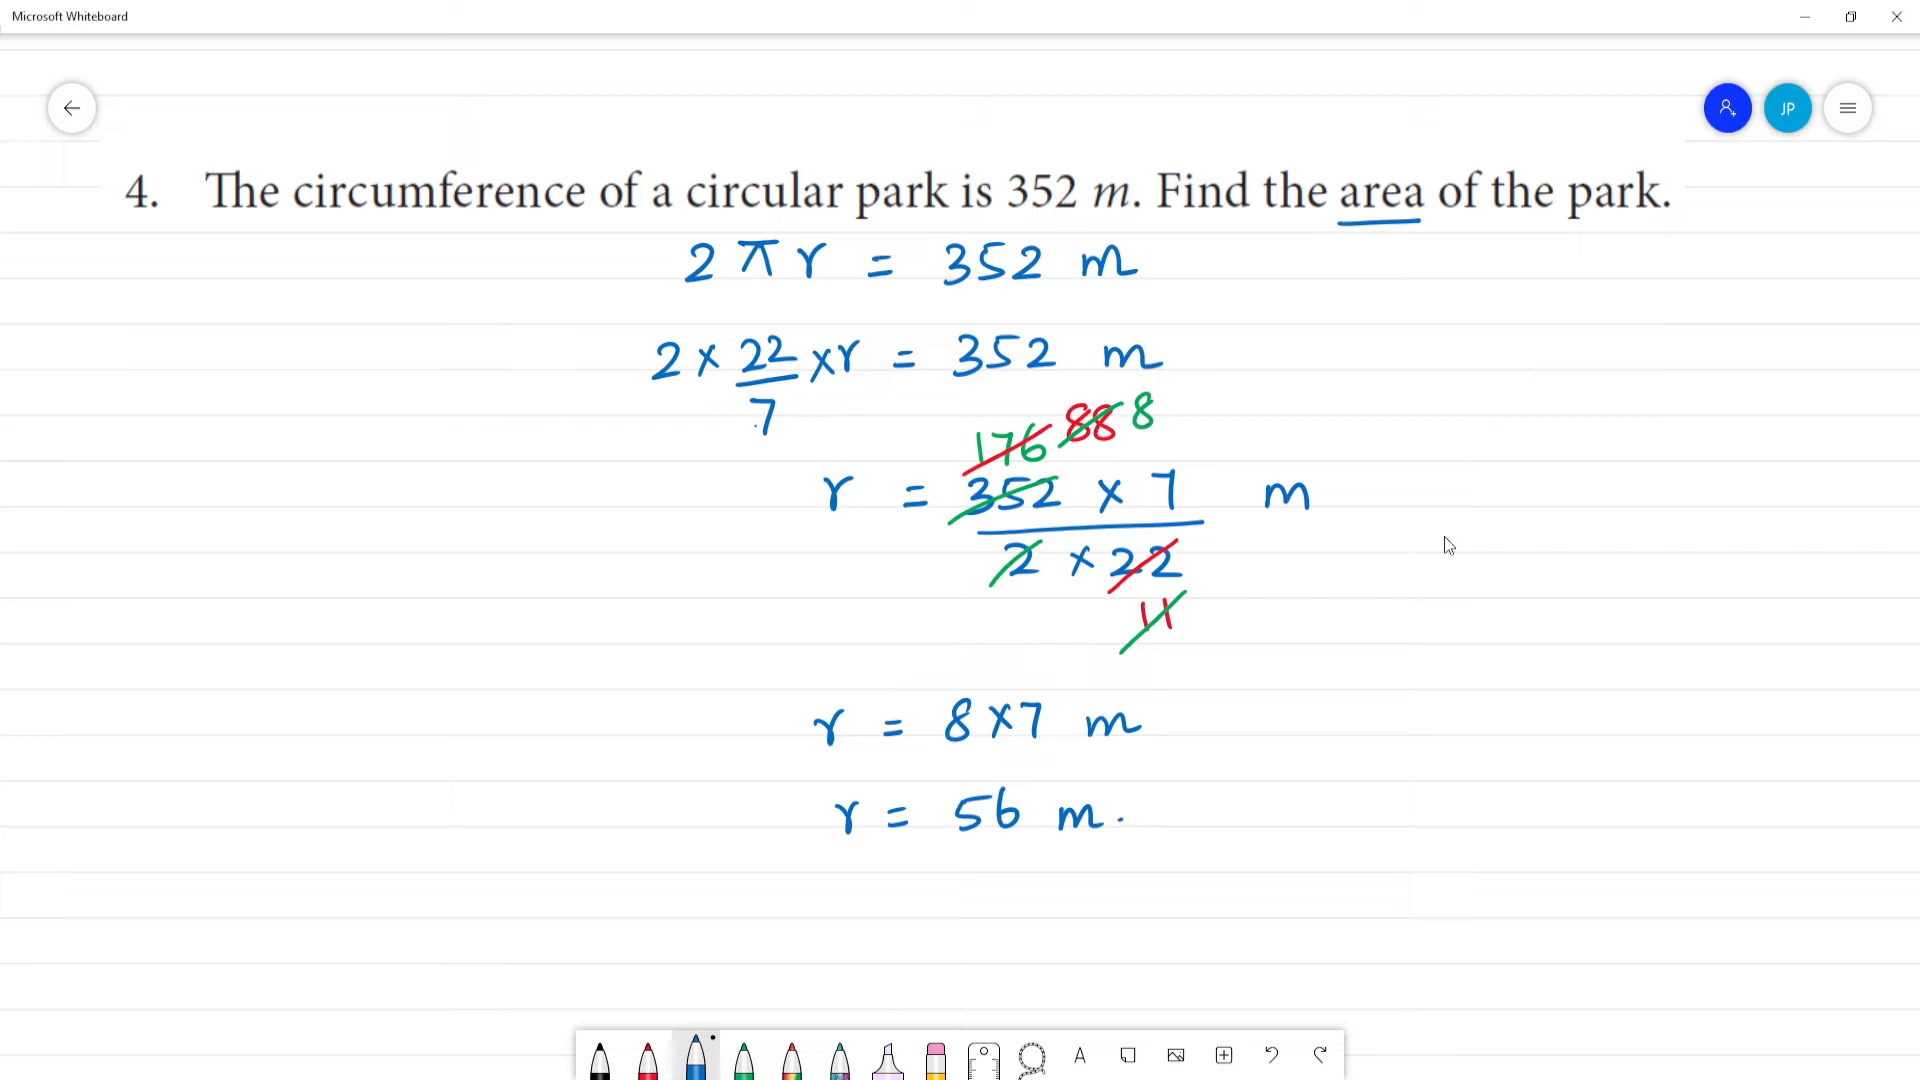 Microsoft Whiteboard
JP
4. The circumference of a circular park is 352 m. Find the area of the park.
2 π r = 352 m
2 × 22/7 × r = 352 m
176 88 8
r = 352 × 7 m
2 × 22
11
r = 8 × 7 m
r = 56 m.
A